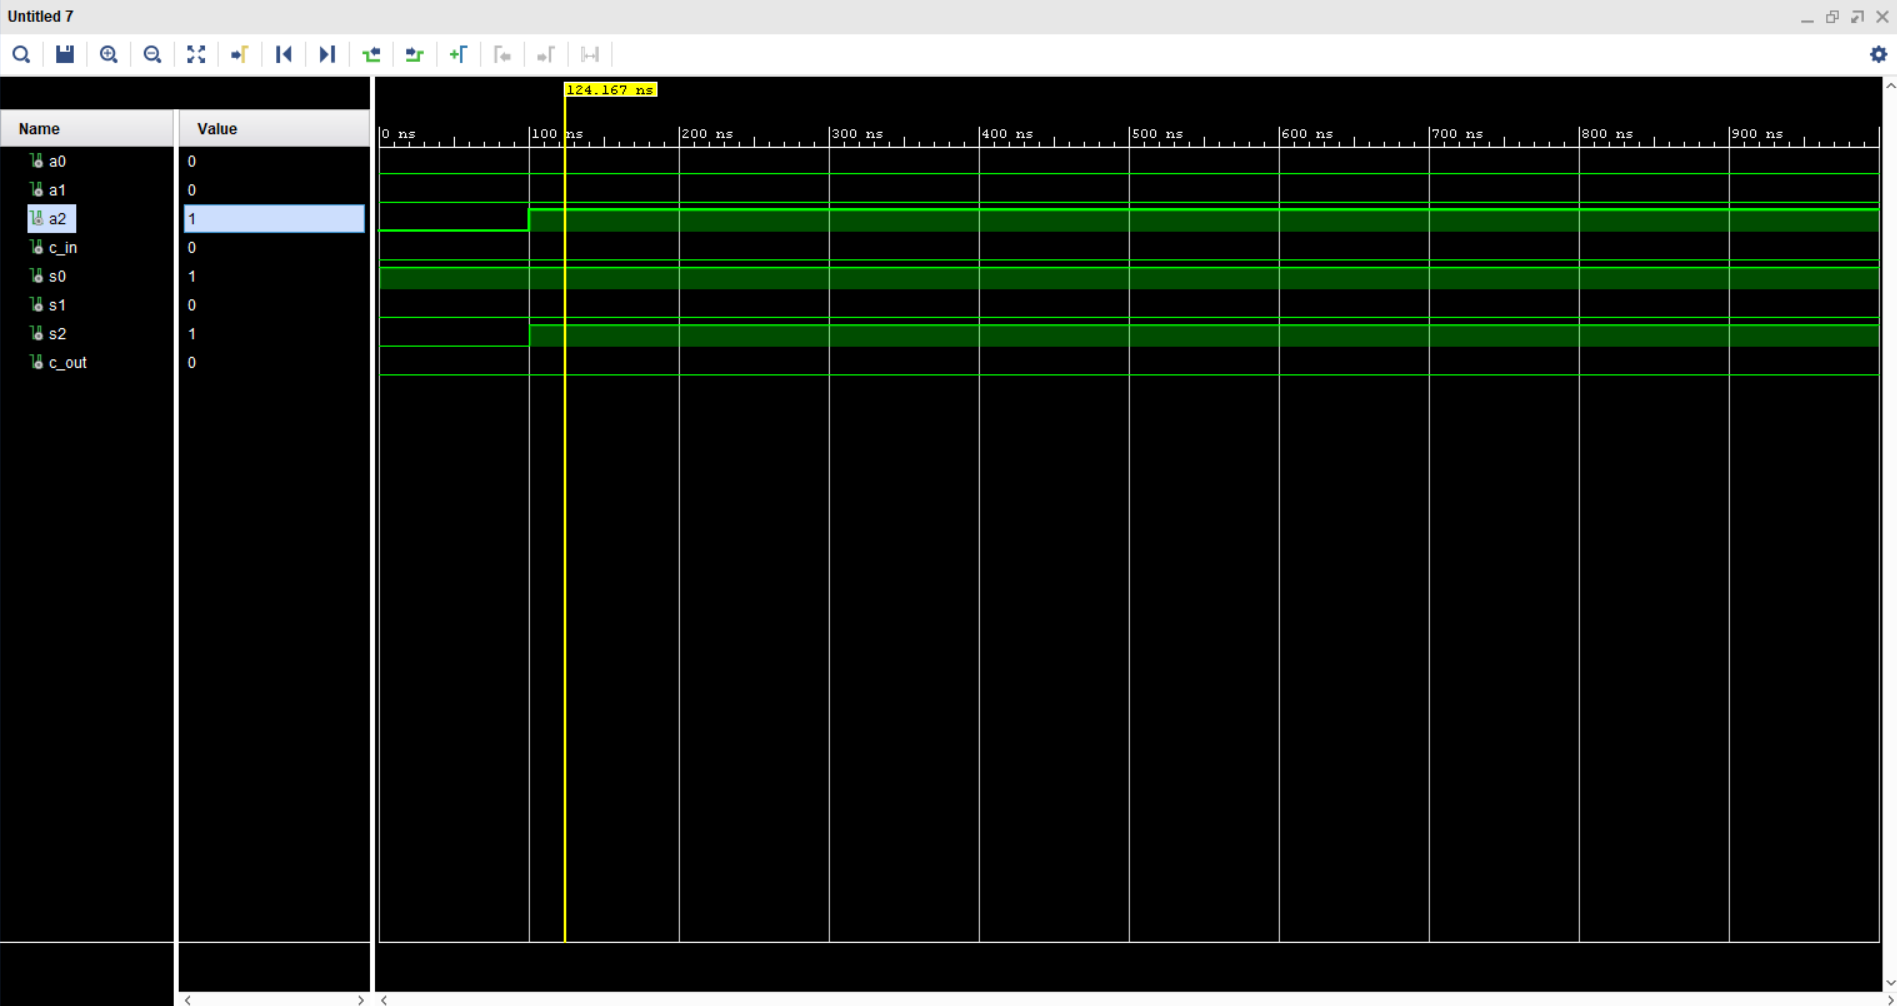 Untitled 7
124.167 ns
Name Value
0 ns 100 ns 200 ns 300 ns 400 ns 500 ns 600 ns 700 ns 800 ns 900 ns
a0 0
a1 0
a2 1
c_in 0
s0 1
s1 0
s2 1
c_out 0